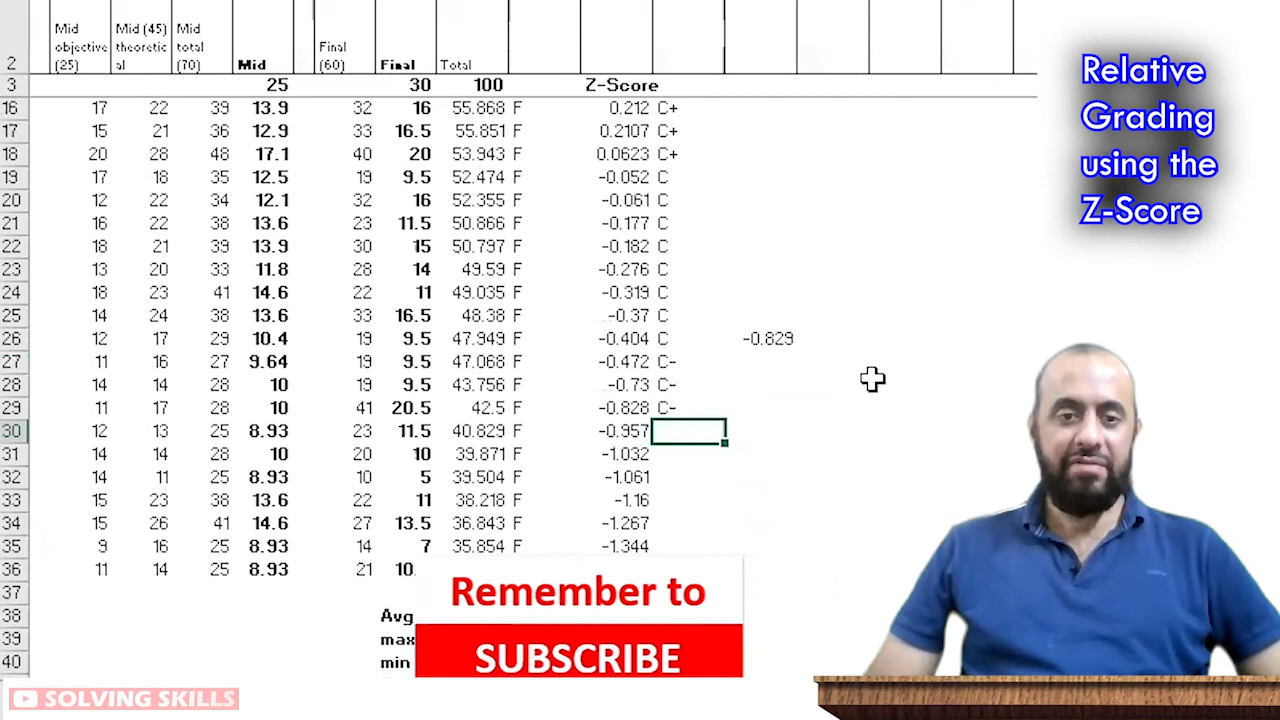 Mid Mid (45) Mid
objective theoretic total Final
(25) al (70) Mid (60) Final Total
2
3 25 30 100 Z-Score
16 17 22 39 13.9 32 16 55.868 F 0.212 C+
17 15 21 36 12.9 33 16.5 55.851 F 0.2107 C+
18 20 28 48 17.1 40 20 53.943 F 0.0623 C+
19 17 18 35 12.5 19 9.5 52.474 F -0.052 C
20 12 22 34 12.1 32 16 52.355 F -0.061 C
21 16 22 38 13.6 23 11.5 50.866 F -0.177 C
22 18 21 39 13.9 30 15 50.797 F -0.182 C
23 13 20 33 11.8 28 14 49.59 F -0.276 C
24 18 23 41 14.6 22 11 49.035 F -0.319 C
25 14 24 38 13.6 33 16.5 48.38 F -0.37 C
26 12 17 29 10.4 19 9.5 47.949 F -0.404 C -0.829
27 11 16 27 9.64 19 9.5 47.068 F -0.472 C-
28 14 14 28 10 19 9.5 43.756 F -0.73 C-
29 11 17 28 10 41 20.5 42.5 F -0.828 C-
30 12 13 25 8.93 23 11.5 40.829 F -0.957
31 14 14 28 10 20 10 39.871 F -1.032
32 14 11 25 8.93 10 5 39.504 F -1.061
33 15 23 38 13.6 22 11 38.218 F -1.16
34 15 26 41 14.6 27 13.5 36.843 F -1.267
35 9 16 25 8.93 14 7 35.854 F -1.344
36 11 14 25 8.93 21 10.
37
38 Avg
39 max
40 min
Relative
Grading
using the
Z-Score
Remember to
SUBSCRIBE
SOLVING SKILLS